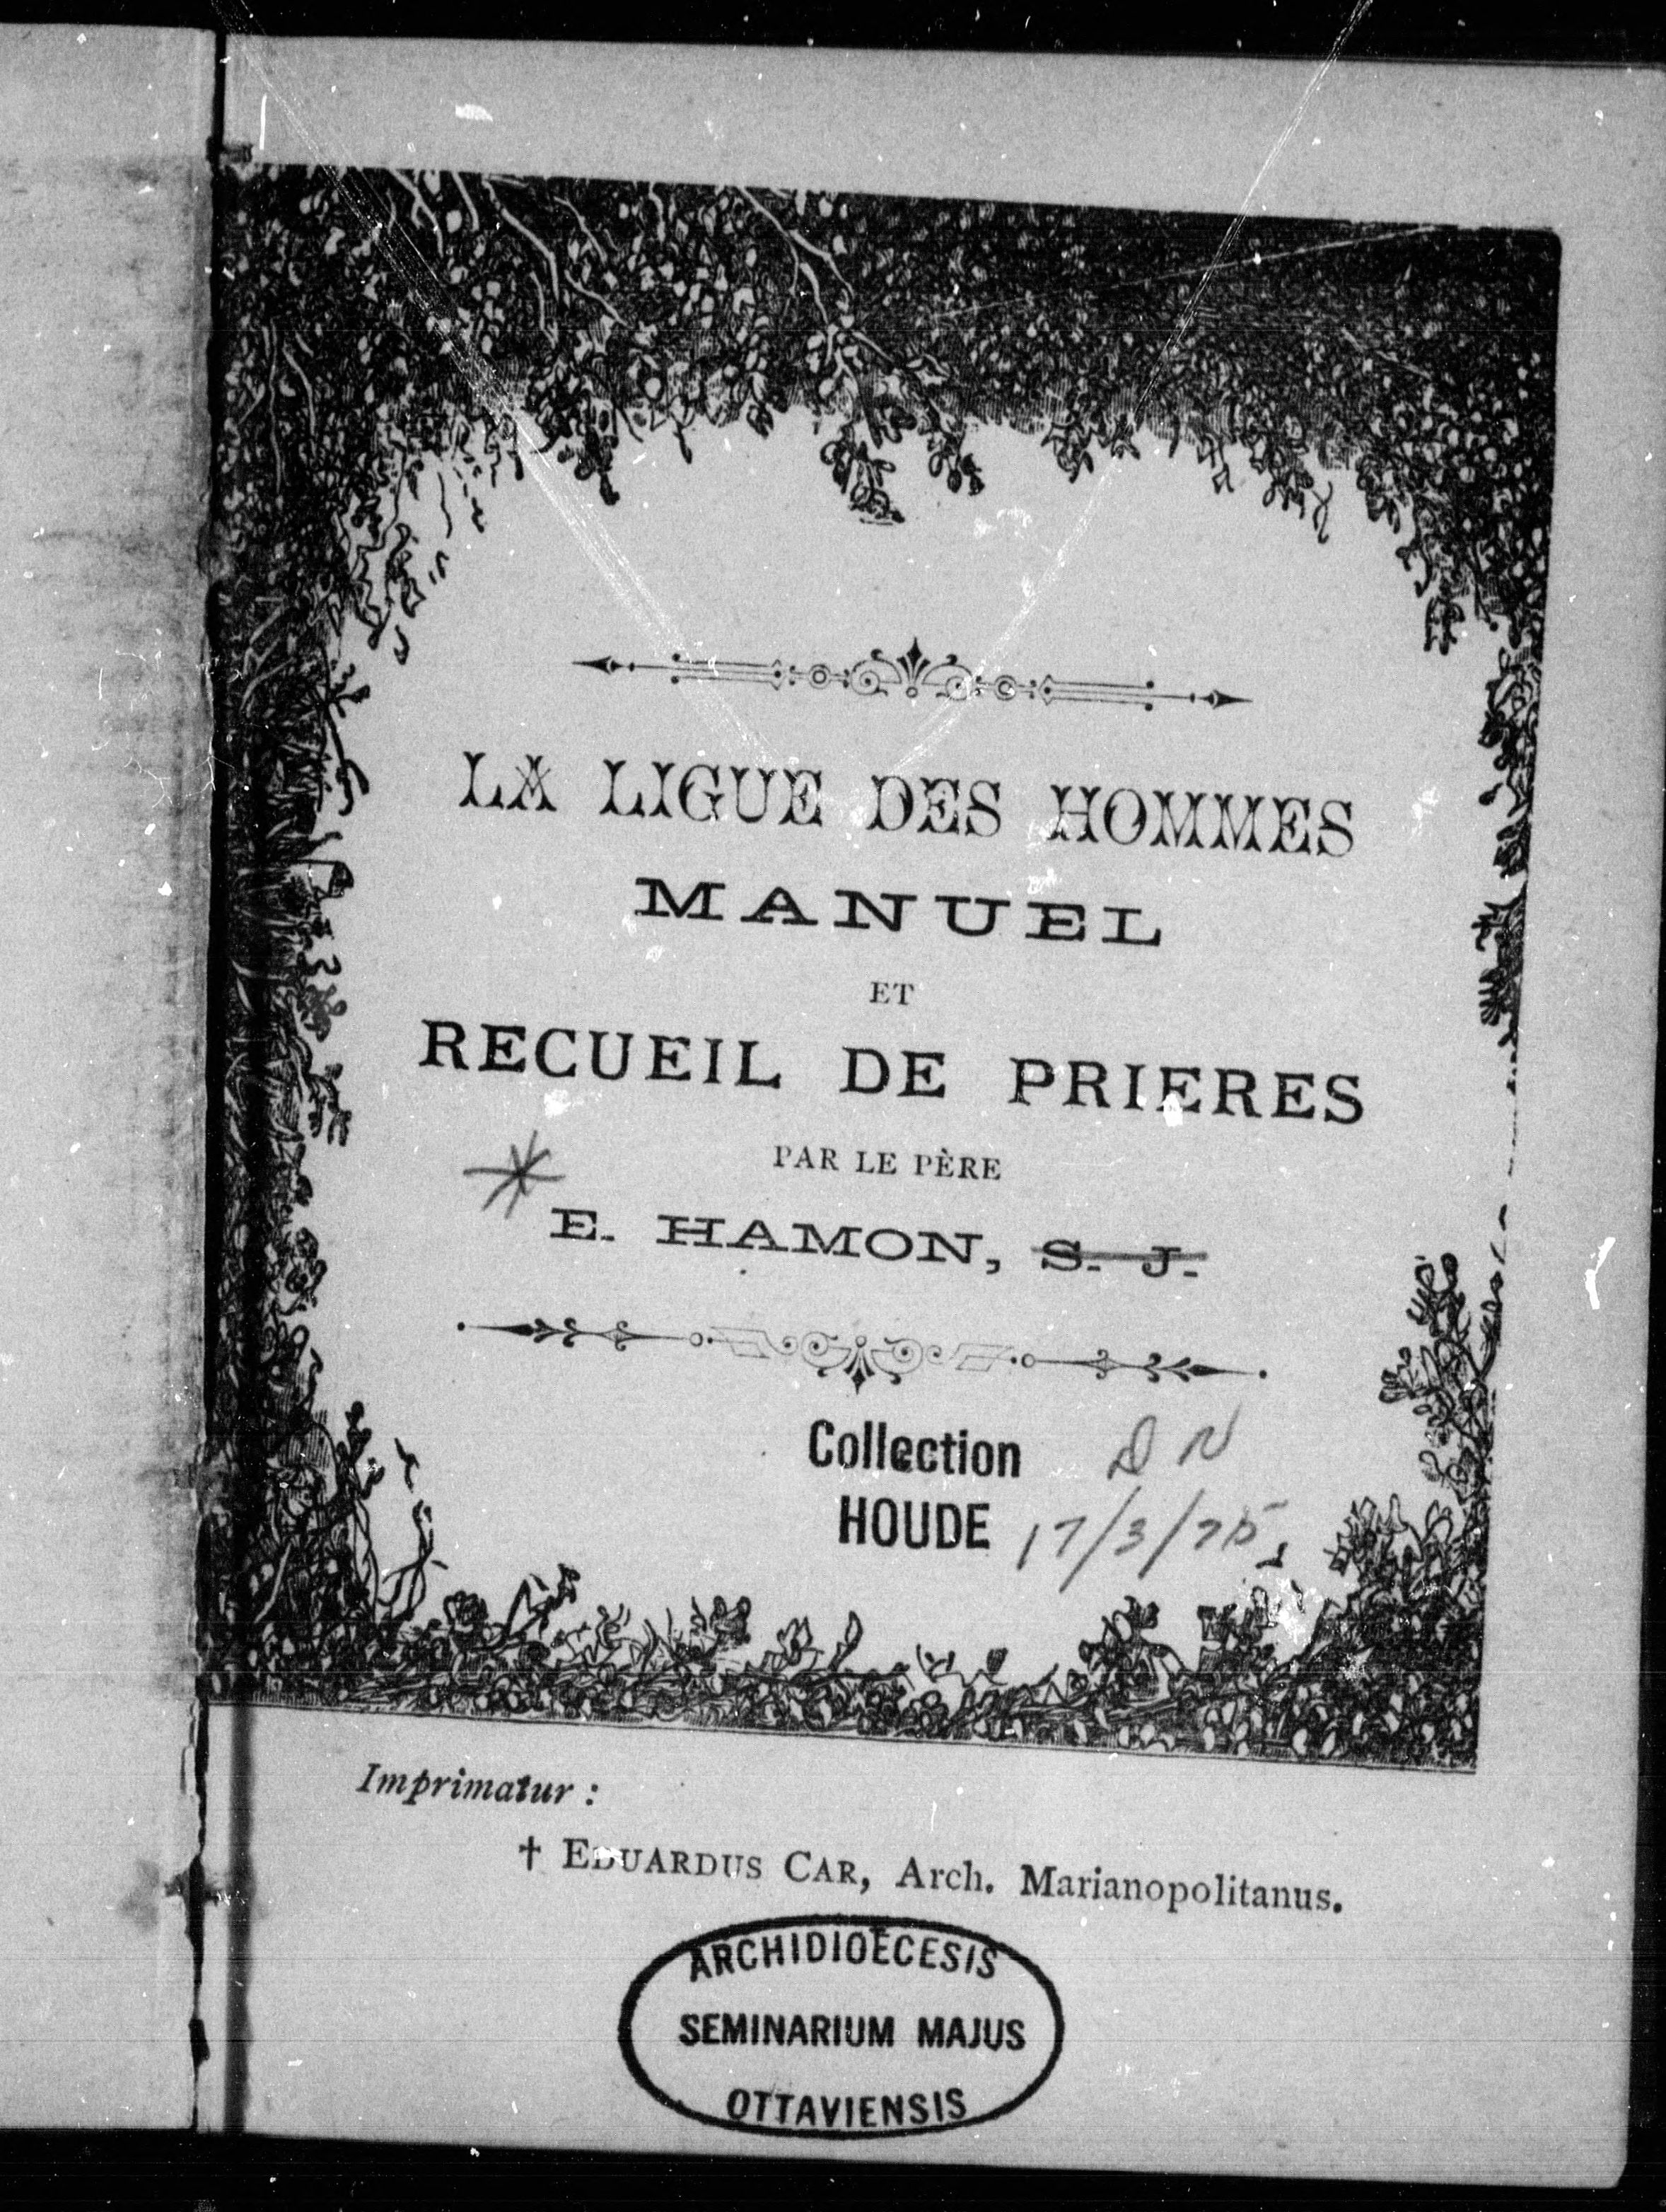 LA LIGUE DES HOMMES
MANUEL
ET
RECUEIL DE PRIERES
PAR LE PÈRE
E. HAMON, S. J.
Collection D N
HOUDE 17/3/75
Imprimatur :
† EDUARDUS CAR, Arch. Marianopolitanus.
ARCHIDIOECESIS
SEMINARIUM MAJUS
OTTAVIENSIS